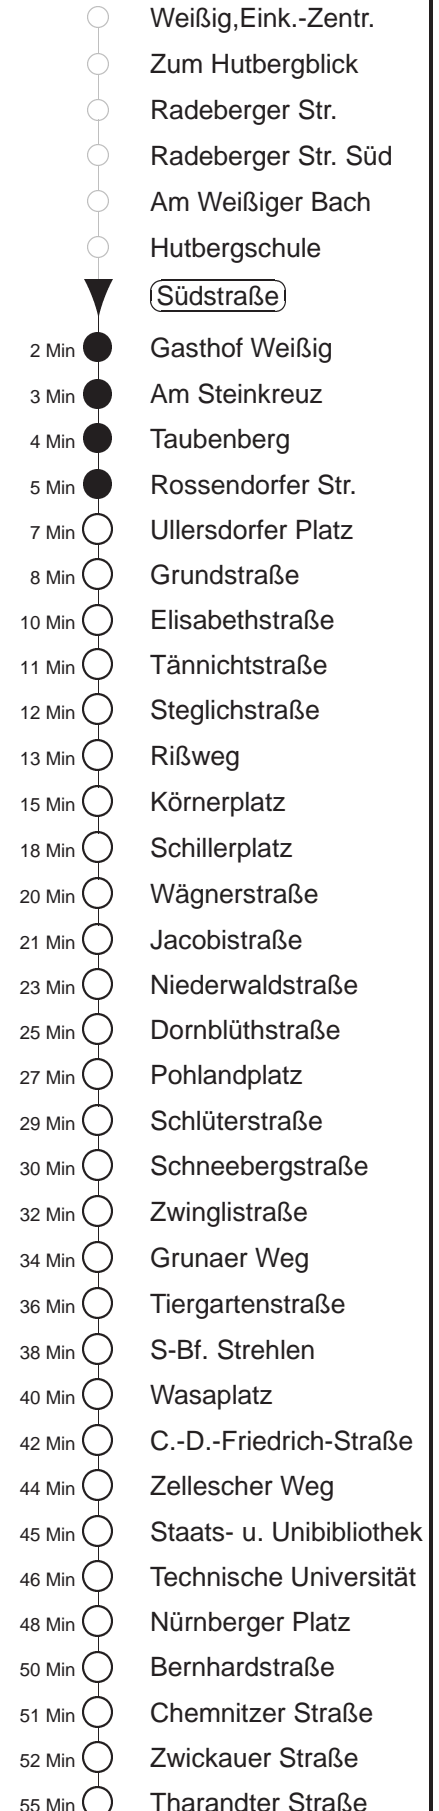 Weißig,Eink.-Zentr.
Zum Hutbergblick
Radeberger Str.
Radeberger Str. Süd
Am Weißiger Bach
Hutbergschule
Südstraße
2 Min Gasthof Weißig
3 Min Am Steinkreuz
4 Min Taubenberg
5 Min Rossendorfer Str.
7 Min Ullersdorfer Platz
8 Min Grundstraße
10 Min Elisabethstraße
11 Min Tännichtstraße
12 Min Steglichstraße
13 Min Rißweg
15 Min Körnerplatz
18 Min Schillerplatz
20 Min Wägnerstraße
21 Min Jacobistraße
23 Min Niederwaldstraße
25 Min Dornblüthstraße
27 Min Pohlandplatz
29 Min Schlüterstraße
30 Min Schneebergstraße
32 Min Zwinglistraße
34 Min Grunaer Weg
36 Min Tiergartenstraße
38 Min S-Bf. Strehlen
40 Min Wasaplatz
42 Min C.-D.-Friedrich-Straße
44 Min Zellescher Weg
45 Min Staats- u. Unibibliothek
46 Min Technische Universität
48 Min Nürnberger Platz
50 Min Bernhardstraße
51 Min Chemnitzer Straße
52 Min Zwickauer Straße
55 Min Tharandter Straße